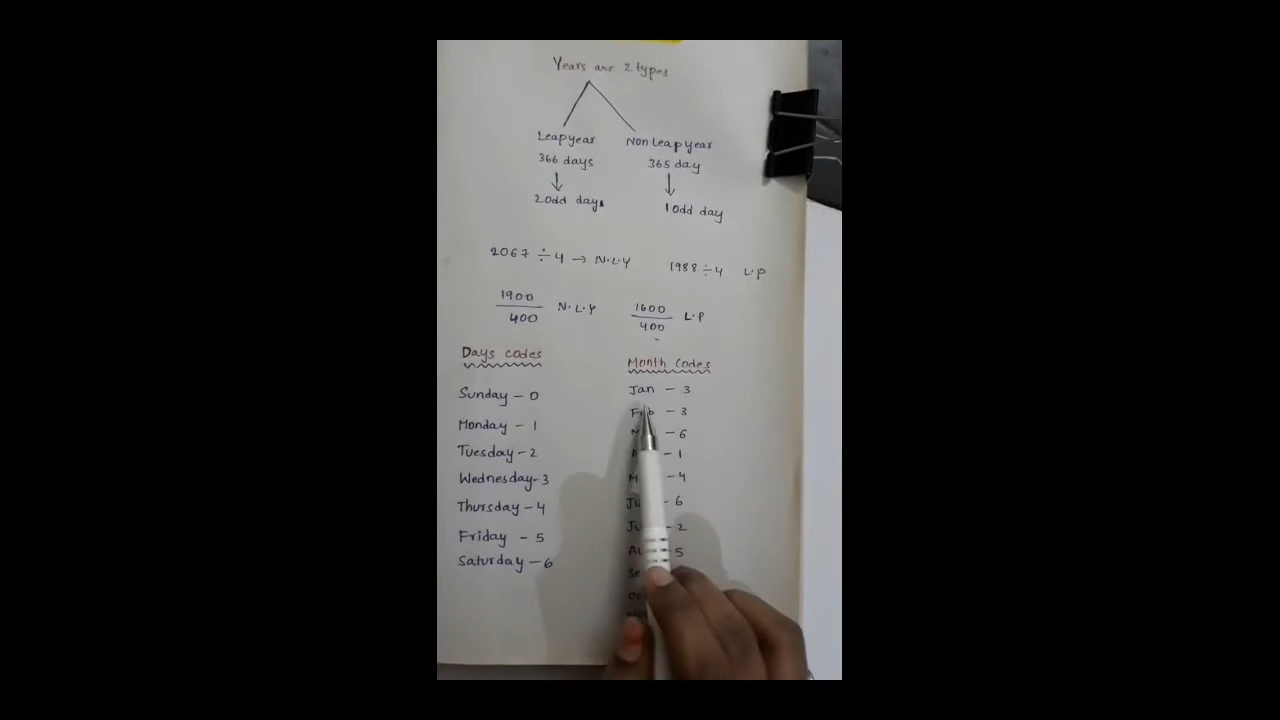 Years are 2 types
Leap year
Non Leap year
366 days
365 day
2 odd days
1 odd day
2067 ÷ 4 → N.L.Y
1988 ÷ 4 L.P
1900
400
N.L.Y
1600
400
L.P
Days codes
Sunday - 0
Monday - 1
Tuesday - 2
Wednesday - 3
Thursday - 4
Friday - 5
Saturday - 6
Month Codes
Jan - 3
Feb - 3
- 6
- 1
- 4
- 6
- 2
- 5